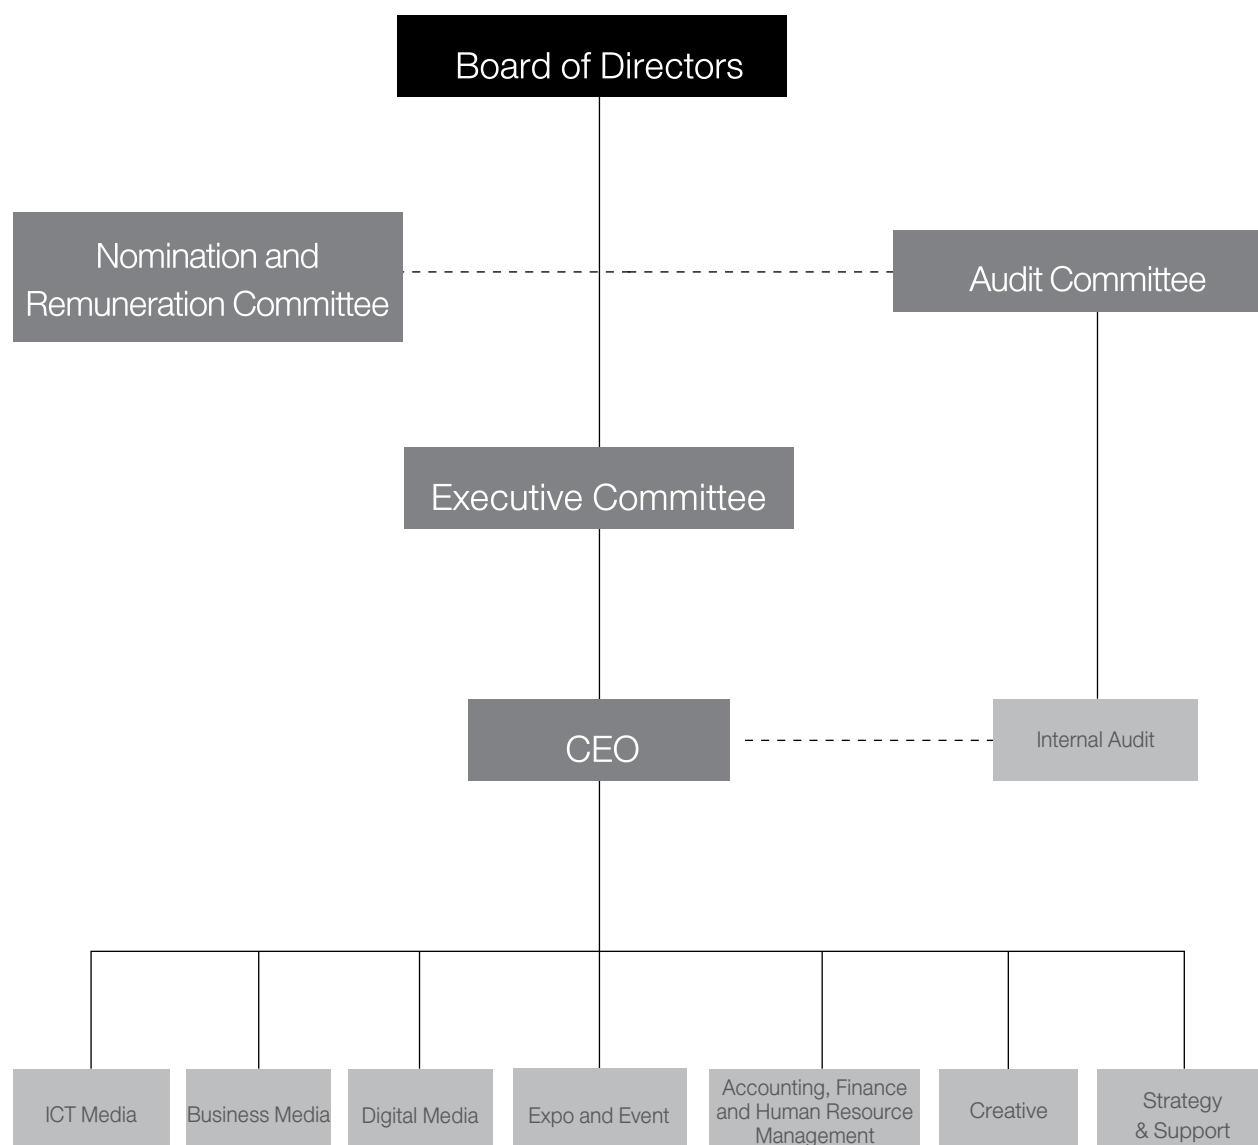 Board of Directors
Nomination and
Remuneration Committee
Audit Committee
Executive Committee
CEO
Internal Audit
ICT Media
Business Media
Digital Media
Expo and Event
Accounting, Finance
and Human Resource
Management
Creative
Strategy
& Support